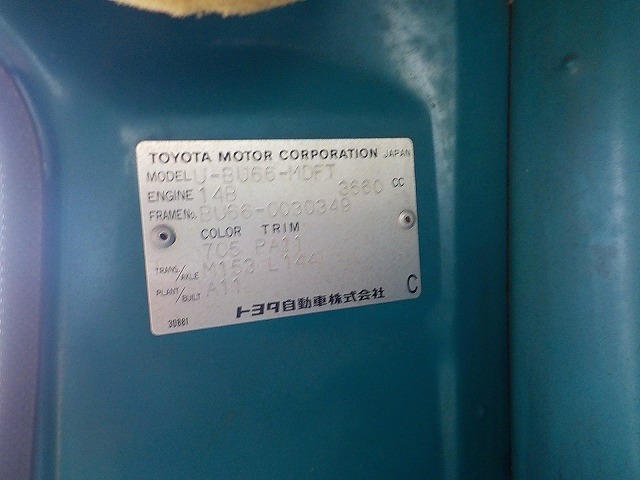 TOYOTA MOTOR CORPORATION JAPAN
MODEL U-BU66-MDFT
ENGINE 14B 3660 CC
FRAME No. BU66-0030349
COLOR TRIM
705 PA11
TRANS./AXLE M153 L144
PLANT/BUILT A11
トヨタ自動車株式会社 C
30881